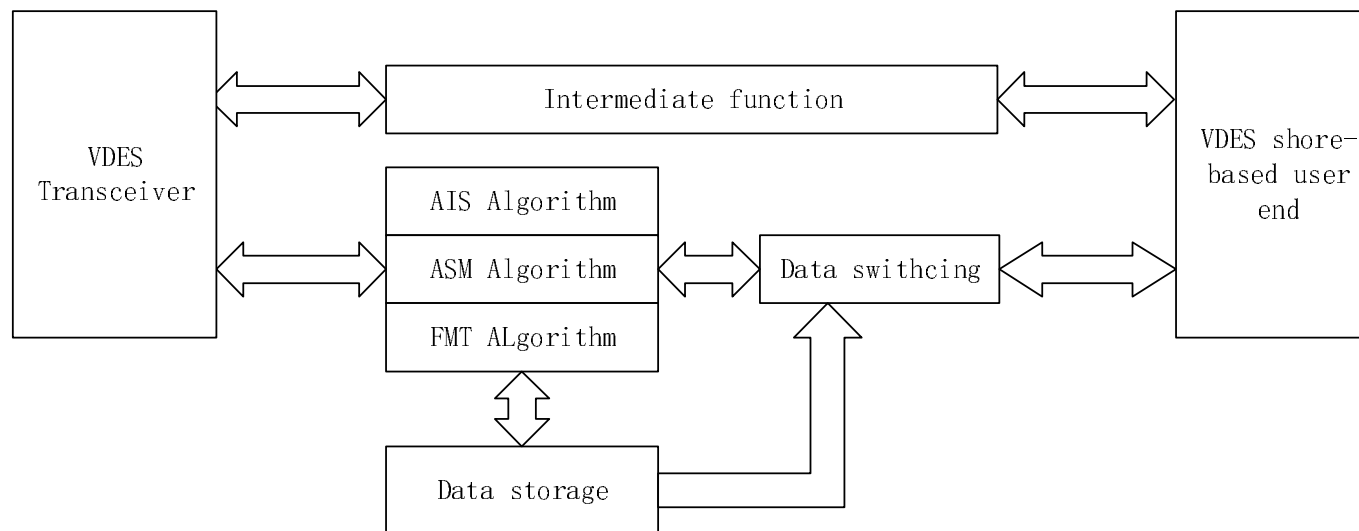 VDES
Transceiver
Intermediate function
VDES shore-
based user
end
AIS Algorithm
ASM Algorithm
Data swithcing
FMT ALgorithm
Data storage